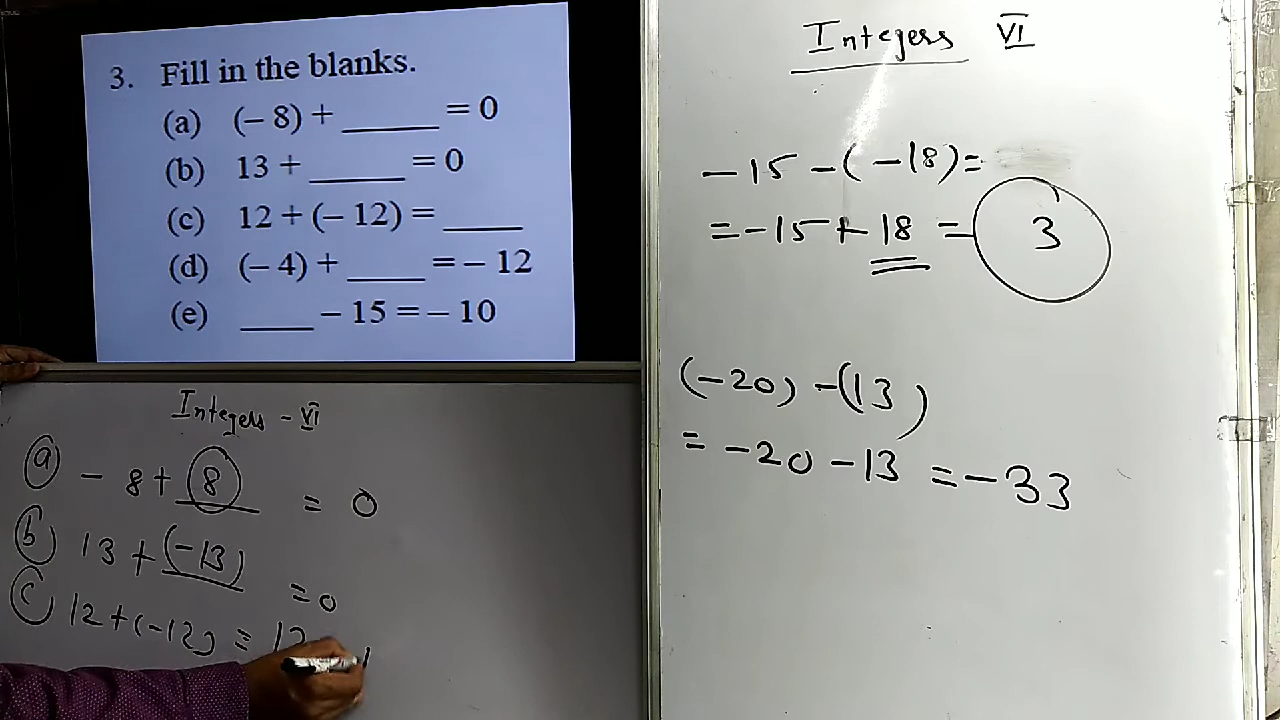 3. Fill in the blanks.
(a) (– 8) + _____ = 0
(b) 13 + _____ = 0
(c) 12 + (– 12) = _____
(d) (– 4) + _____ = – 12
(e) _____ – 15 = – 10
Integers - VI
(a) - 8 + (8) = 0
(b) 13 + (-13) = 0
(c) 12 + (-12) = 12
Integers VI
-15 - (-18) =
= -15 + 18 = 3
(-20) - (13)
= -20 - 13 = -33